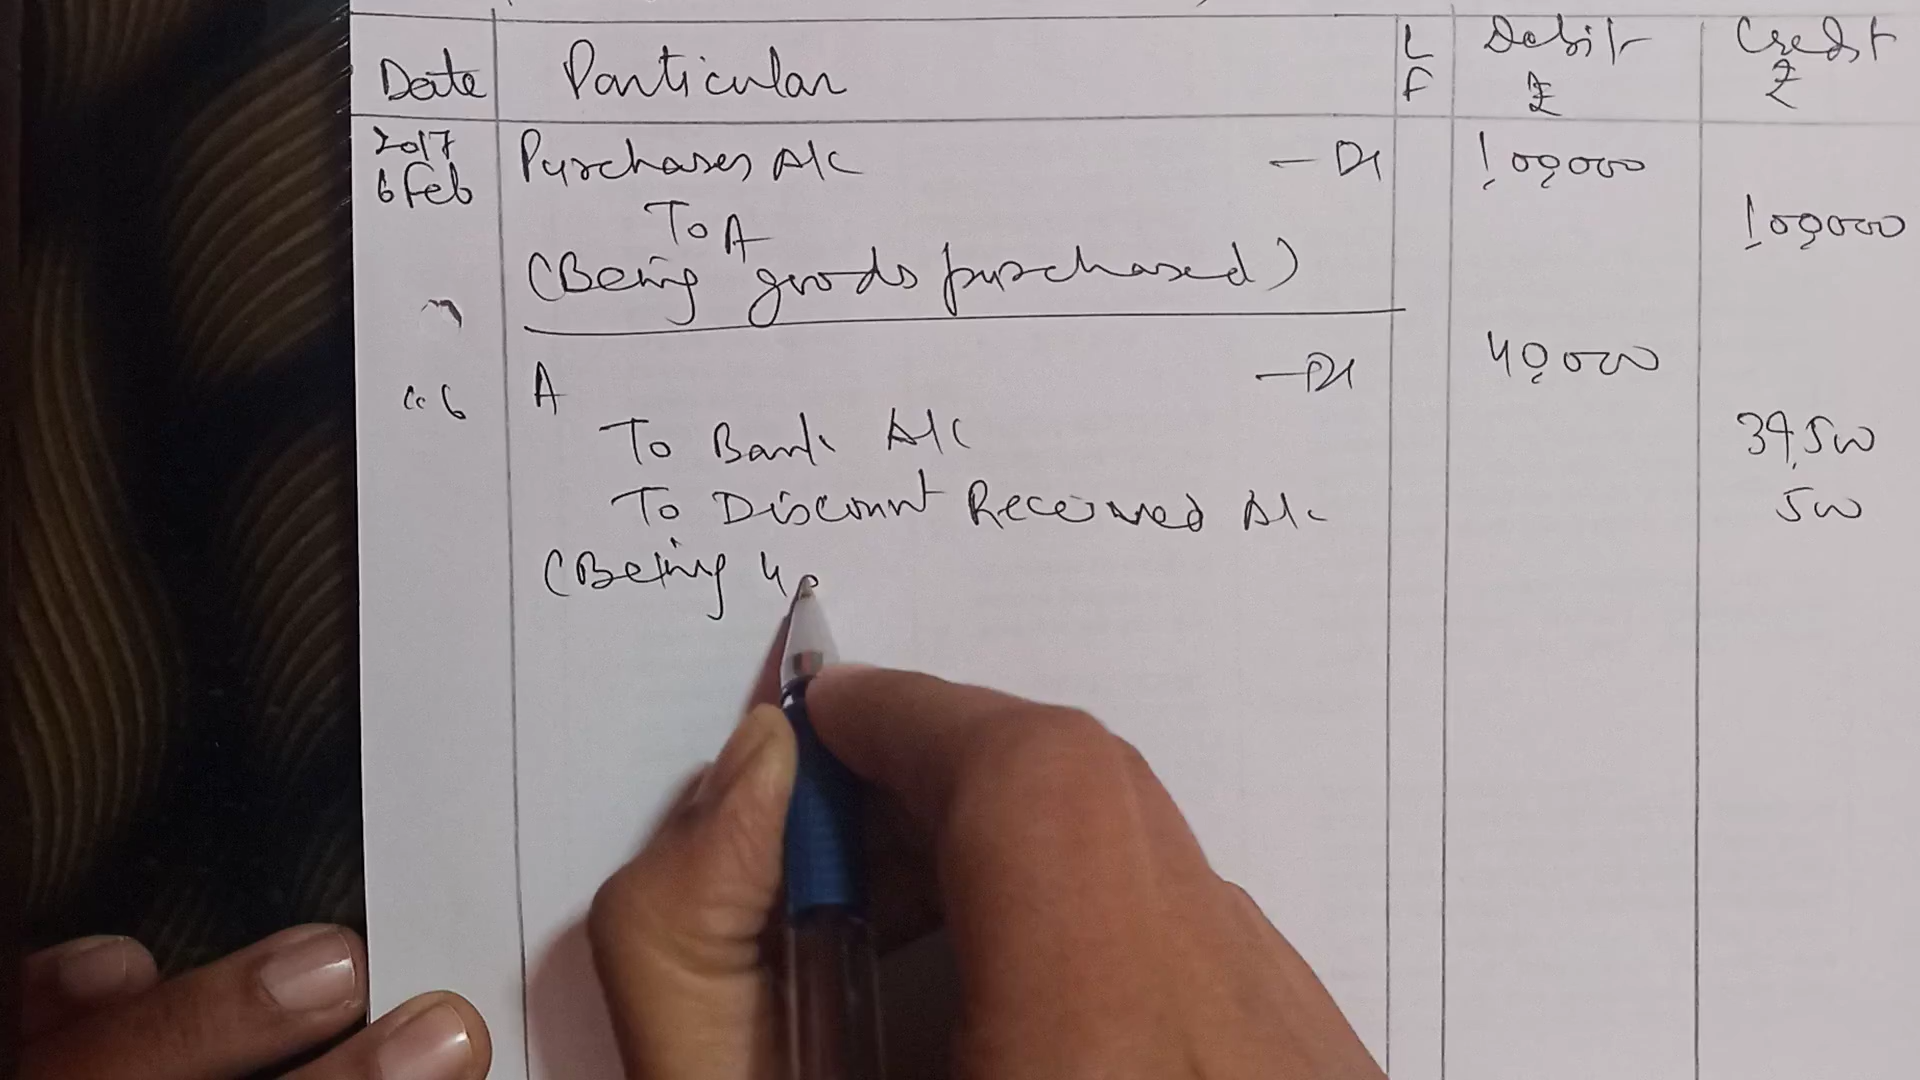 Date Particular L F Debit ₹ Credit ₹
2017
6 Feb Purchases A/c — Dr 1,00,000
To A 1,00,000
(Being goods purchased)
" 6 A — Dr 40,000
To Bank A/c 39,500
To Discount Received A/c 500
(Being 40